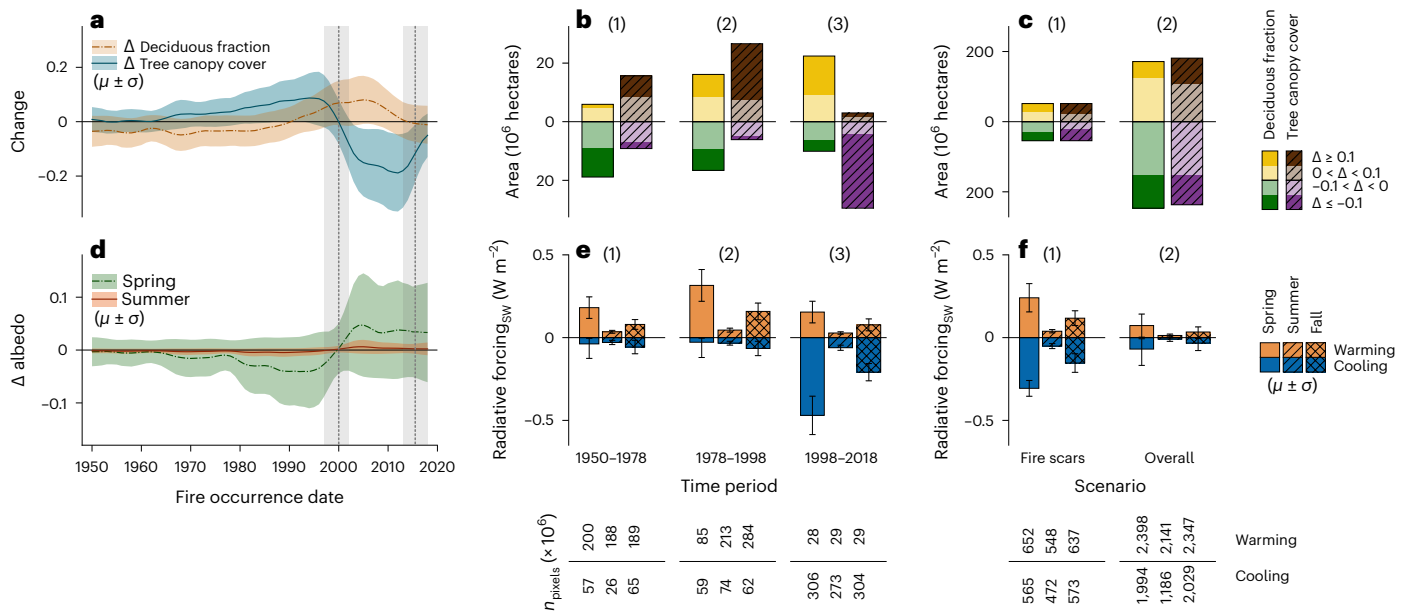 a
Δ Deciduous fraction
Δ Tree canopy cover
(μ ± σ)
0.2
0
−0.2
Change
b
(1)
(2)
(3)
20
0
20
Area (10⁶ hectares)
c
(1)
(2)
200
0
200
Area (10⁶ hectares)
Deciduous fraction
Tree canopy cover
Δ ≥ 0.1
0 < Δ < 0.1
−0.1 < Δ < 0
Δ ≤ −0.1
d
Spring
Summer
(μ ± σ)
0.1
0
−0.1
Δ albedo
1950
1960
1970
1980
1990
2000
2010
2020
Fire occurrence date
e
(1)
(2)
(3)
0.5
0
−0.5
Radiative forcing_SW (W m⁻²)
1950–1978
1978–1998
1998–2018
Time period
f
(1)
(2)
0.5
0
−0.5
Radiative forcing_SW (W m⁻²)
Fire scars
Overall
Scenario
Spring
Summer
Fall
Warming
Cooling
(μ ± σ)
n_pixels (×10⁶)
200 188 189 85 213 284 28 29 29 652 548 637 2,398 2,141 2,347 Warming
57 26 65 59 74 62 306 273 304 565 472 573 1,994 1,186 2,029 Cooling